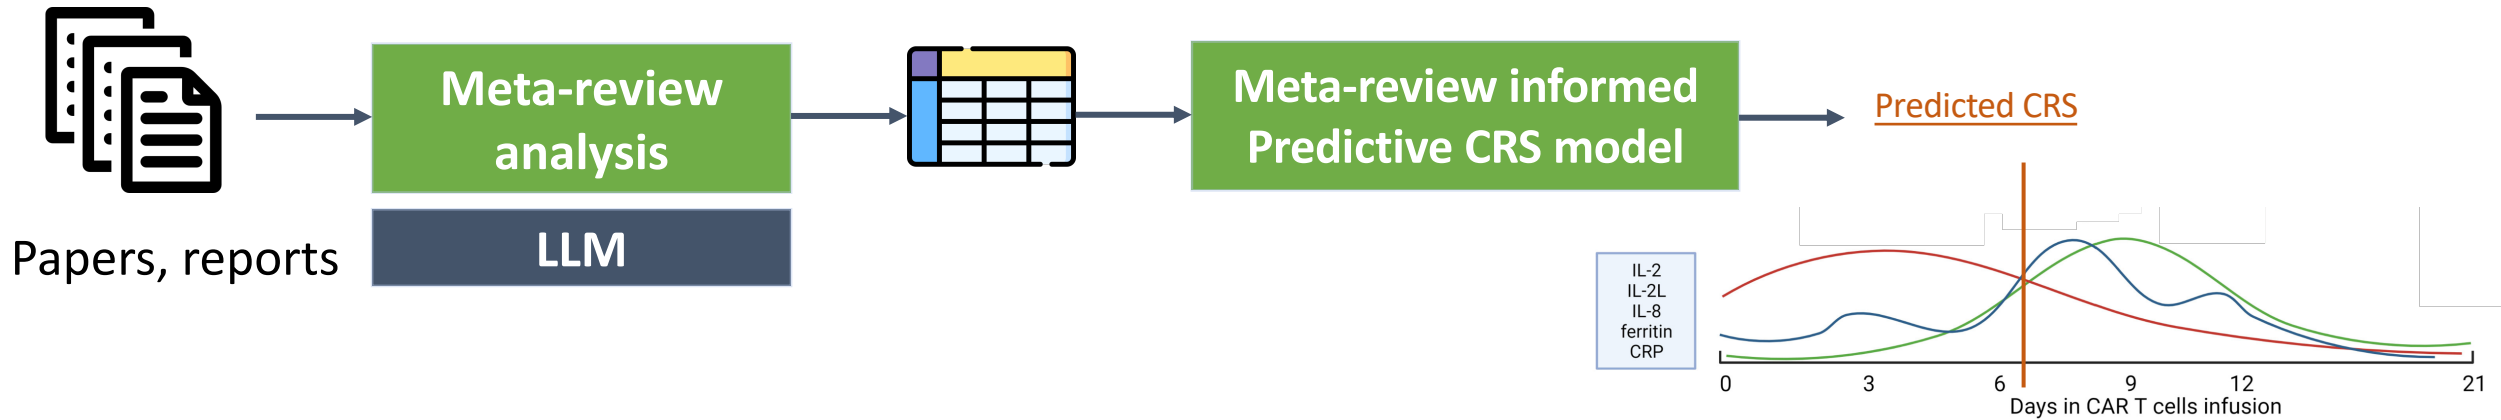 Papers, reports
Meta-review
analysis
LLM
Meta-review informed
Predictive CRS model
Predicted CRS
IL-2
IL-2L
IL-8
ferritin
CRP
0 3 6 9 12 21
Days in CAR T cells infusion